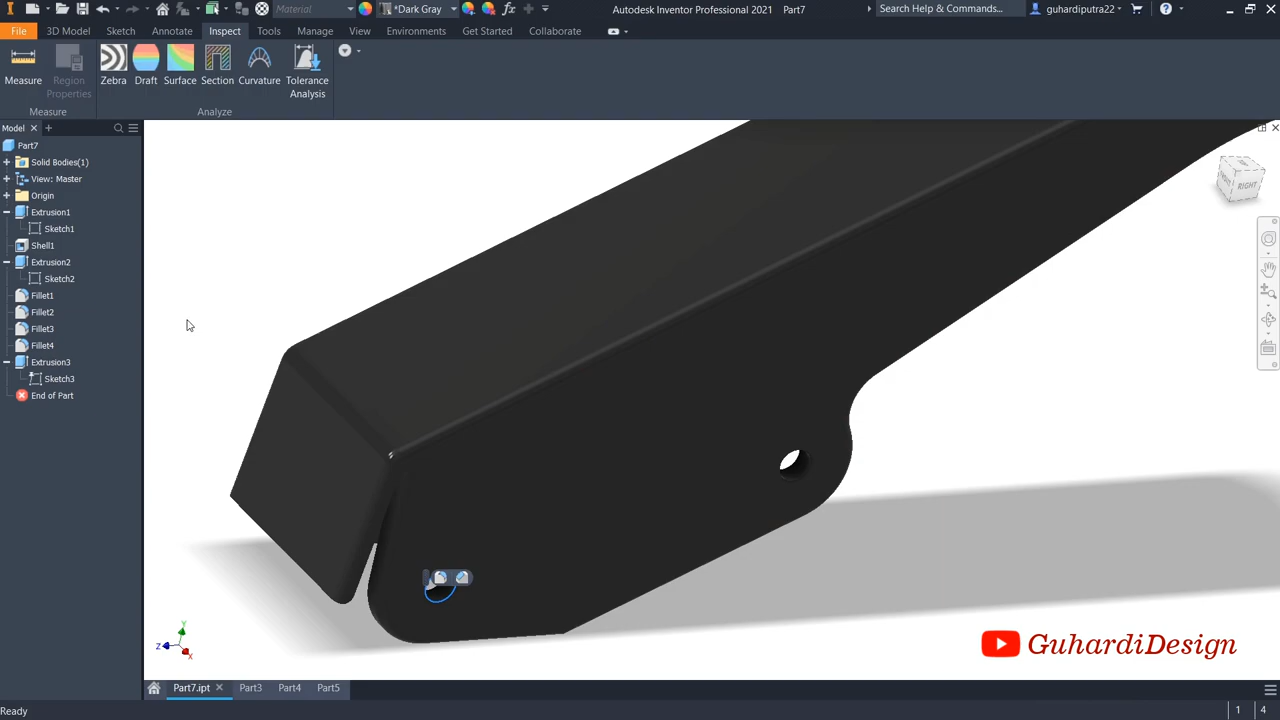 Material
*Dark Gray
fx
Autodesk Inventor Professional 2021 Part7
Search Help & Commands...
guhardiputra22
File
3D Model
Sketch
Annotate
Inspect
Tools
Manage
View
Environments
Get Started
Collaborate
Measure
Region Properties
Zebra
Draft
Surface
Section
Curvature
Tolerance Analysis
Measure
Analyze
Model
Part7
Solid Bodies(1)
View: Master
Origin
Extrusion1
Sketch1
Shell1
Extrusion2
Sketch2
Fillet1
Fillet2
Fillet3
Fillet4
Extrusion3
Sketch3
End of Part
RIGHT
Y
Z
X
GuhardiDesign
Part7.ipt
Part3
Part4
Part5
Ready
1
4